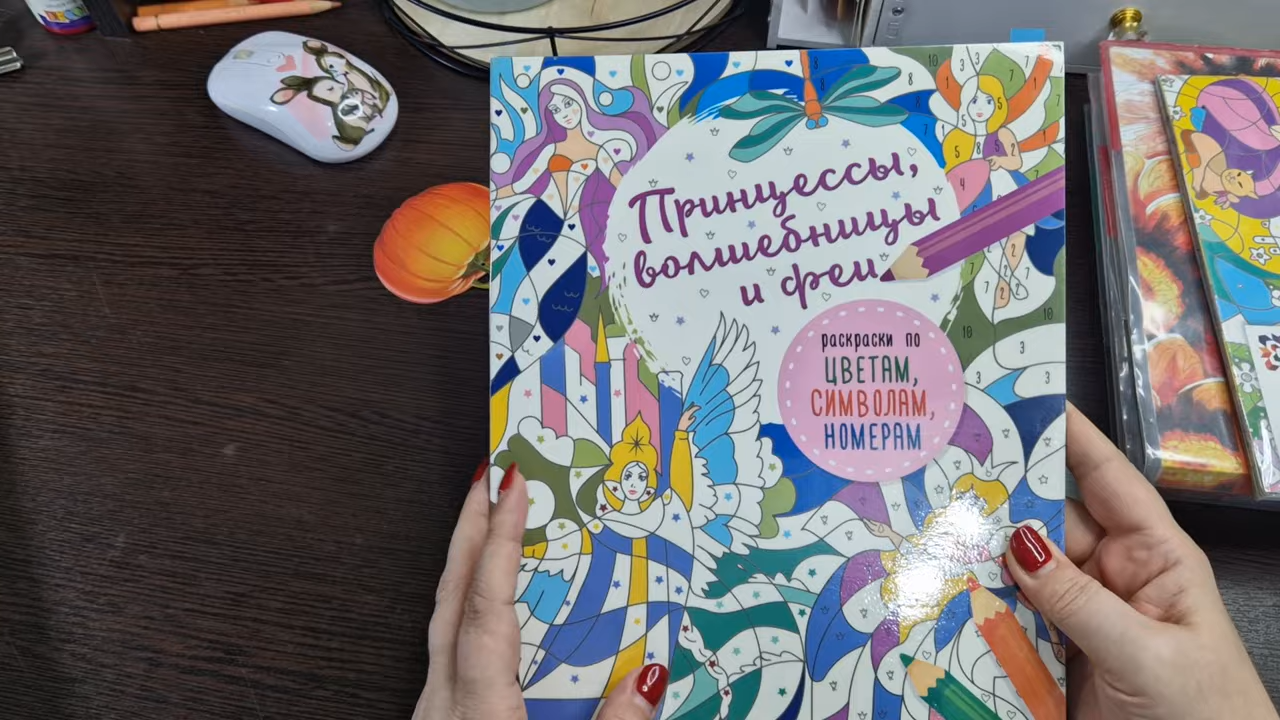 Принцессы,
волшебницы
и феи
раскраски по
ЦВЕТАМ,
СИМВОЛАМ,
НОМЕРАМ